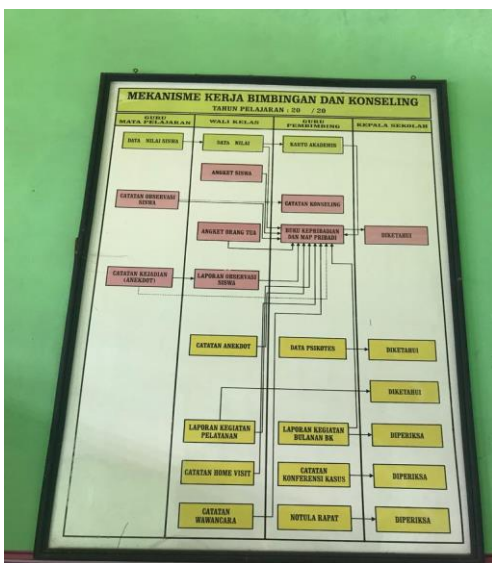 MEKANISME KERJA BIMBINGAN DAN KONSELING
TAHUN PELAJARAN : 20 / 20
GURU
MATA PELAJARAN
WALI KELAS
GURU
PEMBIMBING
KEPALA SEKOLAH
DATA NILAI SISWA
DATA NILAI
KARTU AKADEMIS
ANGKET SISWA
CATATAN OBSERVASI
SISWA
CATATAN KONSELING
ANGKET ORANG TUA
BUKU KEPRIBADIAN
DAN MAP PRIBADI
DIKETAHUI
CATATAN KEJADIAN
(ANEKDOT)
LAPORAN OBSERVASI
SISWA
CATATAN ANEKDOT
DATA PSIKOTES
DIKETAHUI
DIKETAHUI
LAPORAN KEGIATAN
PELAYANAN
LAPORAN KEGIATAN
BULANAN BK
DIPERIKSA
CATATAN HOME VISIT
CATATAN
KONFERENSI KASUS
DIPERIKSA
CATATAN
WAWANCARA
NOTULA RAPAT
DIPERIKSA